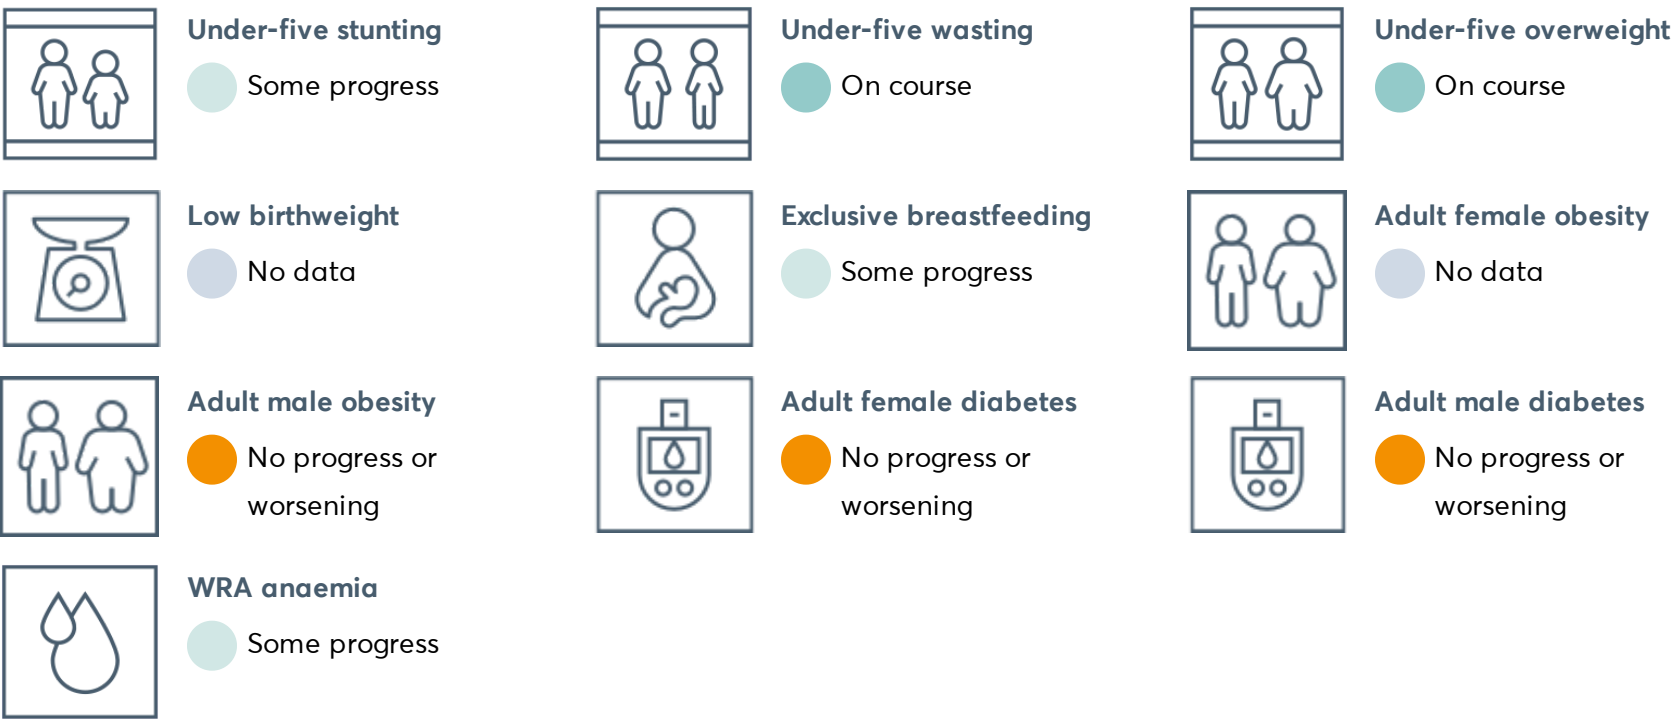 Under-five stunting
Some progress
Under-five wasting
On course
Under-five overweight
On course
Low birthweight
No data
Exclusive breastfeeding
Some progress
Adult female obesity
No data
Adult male obesity
No progress or
worsening
Adult female diabetes
No progress or
worsening
Adult male diabetes
No progress or
worsening
WRA anaemia
Some progress